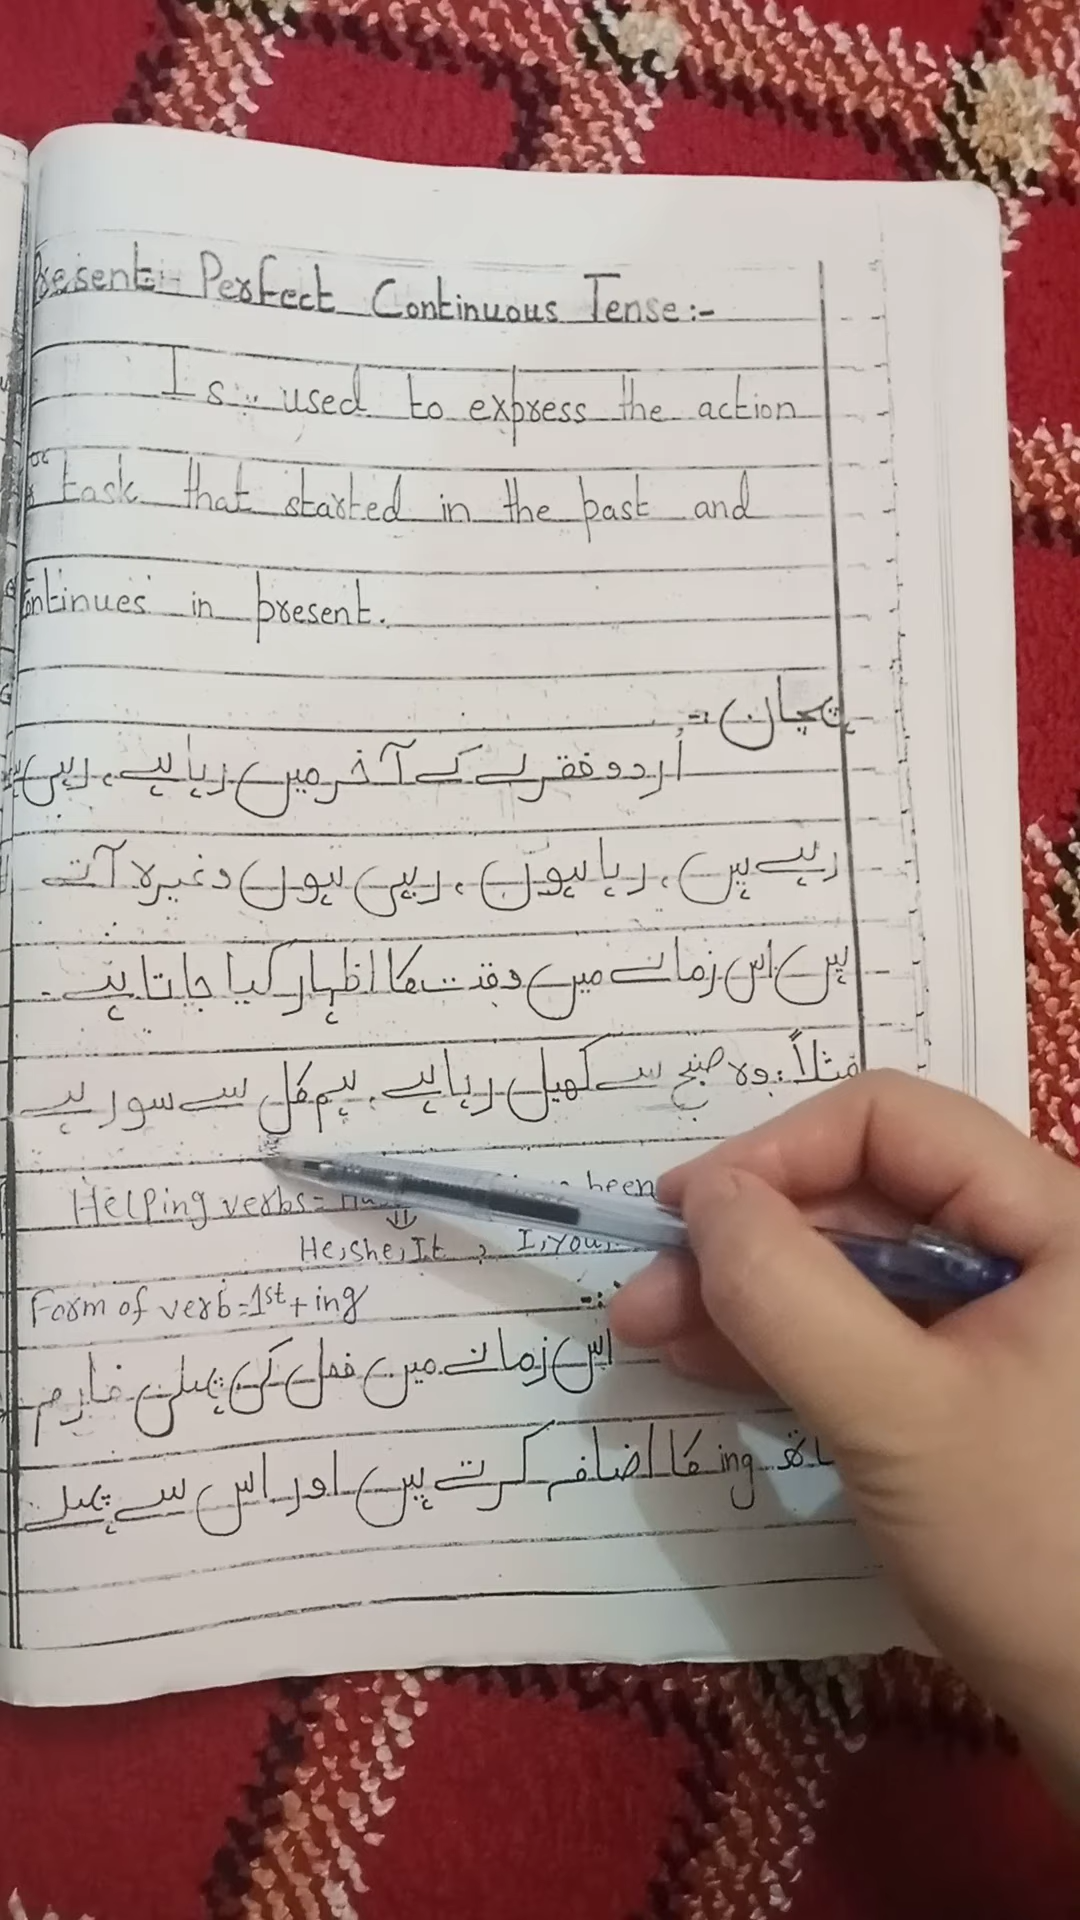 Present:- Perfect Continuous Tense:-
Is used to express the action
or task that started in the past and
Continues in present.
پہچان :-
اُردو فقرے کے آخر میں رہا ہے، رہی
رہے ہیں، رہا ہوں، رہی ہوں وغیرہ آتے
ہیں اس زمانے میں وقت کا اظہار کیا جاتا ہے۔
مثلاً: وہ صبح سے کھیل رہا ہے۔ ہم کل سے سو رہے
Helping verbs = been
He, she, It , I, You,
Form of verb = 1st + ing
اس زمانے میں فعل کی پہلی فارم
ing کا اضافہ کرتے ہیں اور اس سے پہلے